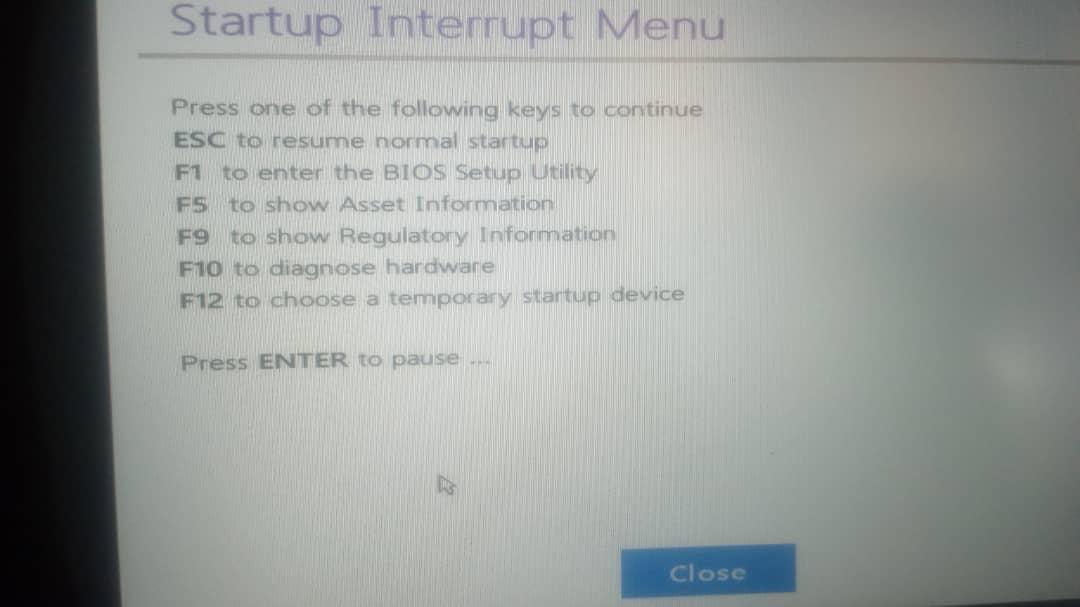 Startup Interrupt Menu
Press one of the following keys to continue
ESC to resume normal startup
F1 to enter the BIOS Setup Utility
F5 to show Asset Information
F9 to show Regulatory Information
F10 to diagnose hardware
F12 to choose a temporary startup device
Press ENTER to pause ...
Close